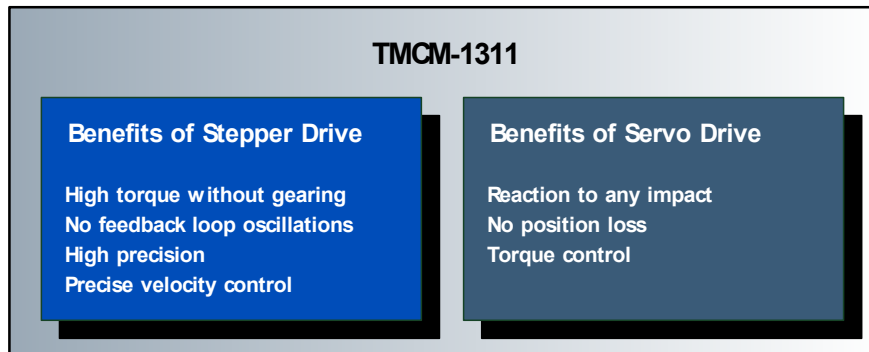 TMCM-1311
Benefits of Stepper Drive
High torque without gearing
No feedback loop oscillations
High precision
Precise velocity control
Benefits of Servo Drive
Reaction to any impact
No position loss
Torque control